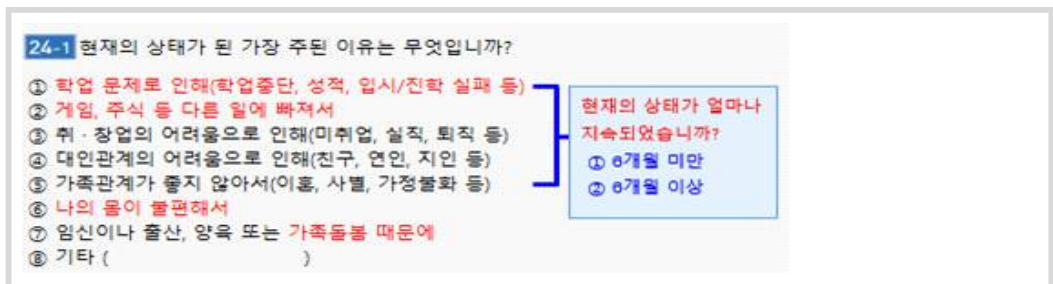 24-1 현재의 상태가 된 가장 주된 이유는 무엇입니까?
① 학업 문제로 인해(학업중단, 성적, 입시/진학 실패 등)
② 게임, 주식 등 다른 일에 빠져서
③ 취ㆍ창업의 어려움으로 인해(미취업, 실직, 퇴직 등)
④ 대인관계의 어려움으로 인해(친구, 연인, 지인 등)
⑤ 가족관계가 좋지 않아서(이혼, 사별, 가정불화 등)
⑥ 나의 몸이 불편해서
⑦ 임신이나 출산, 양육 또는 가족돌봄 때문에
⑧ 기타 ( )
현재의 상태가 얼마나
지속되었습니까?
① 6개월 미만
② 6개월 이상